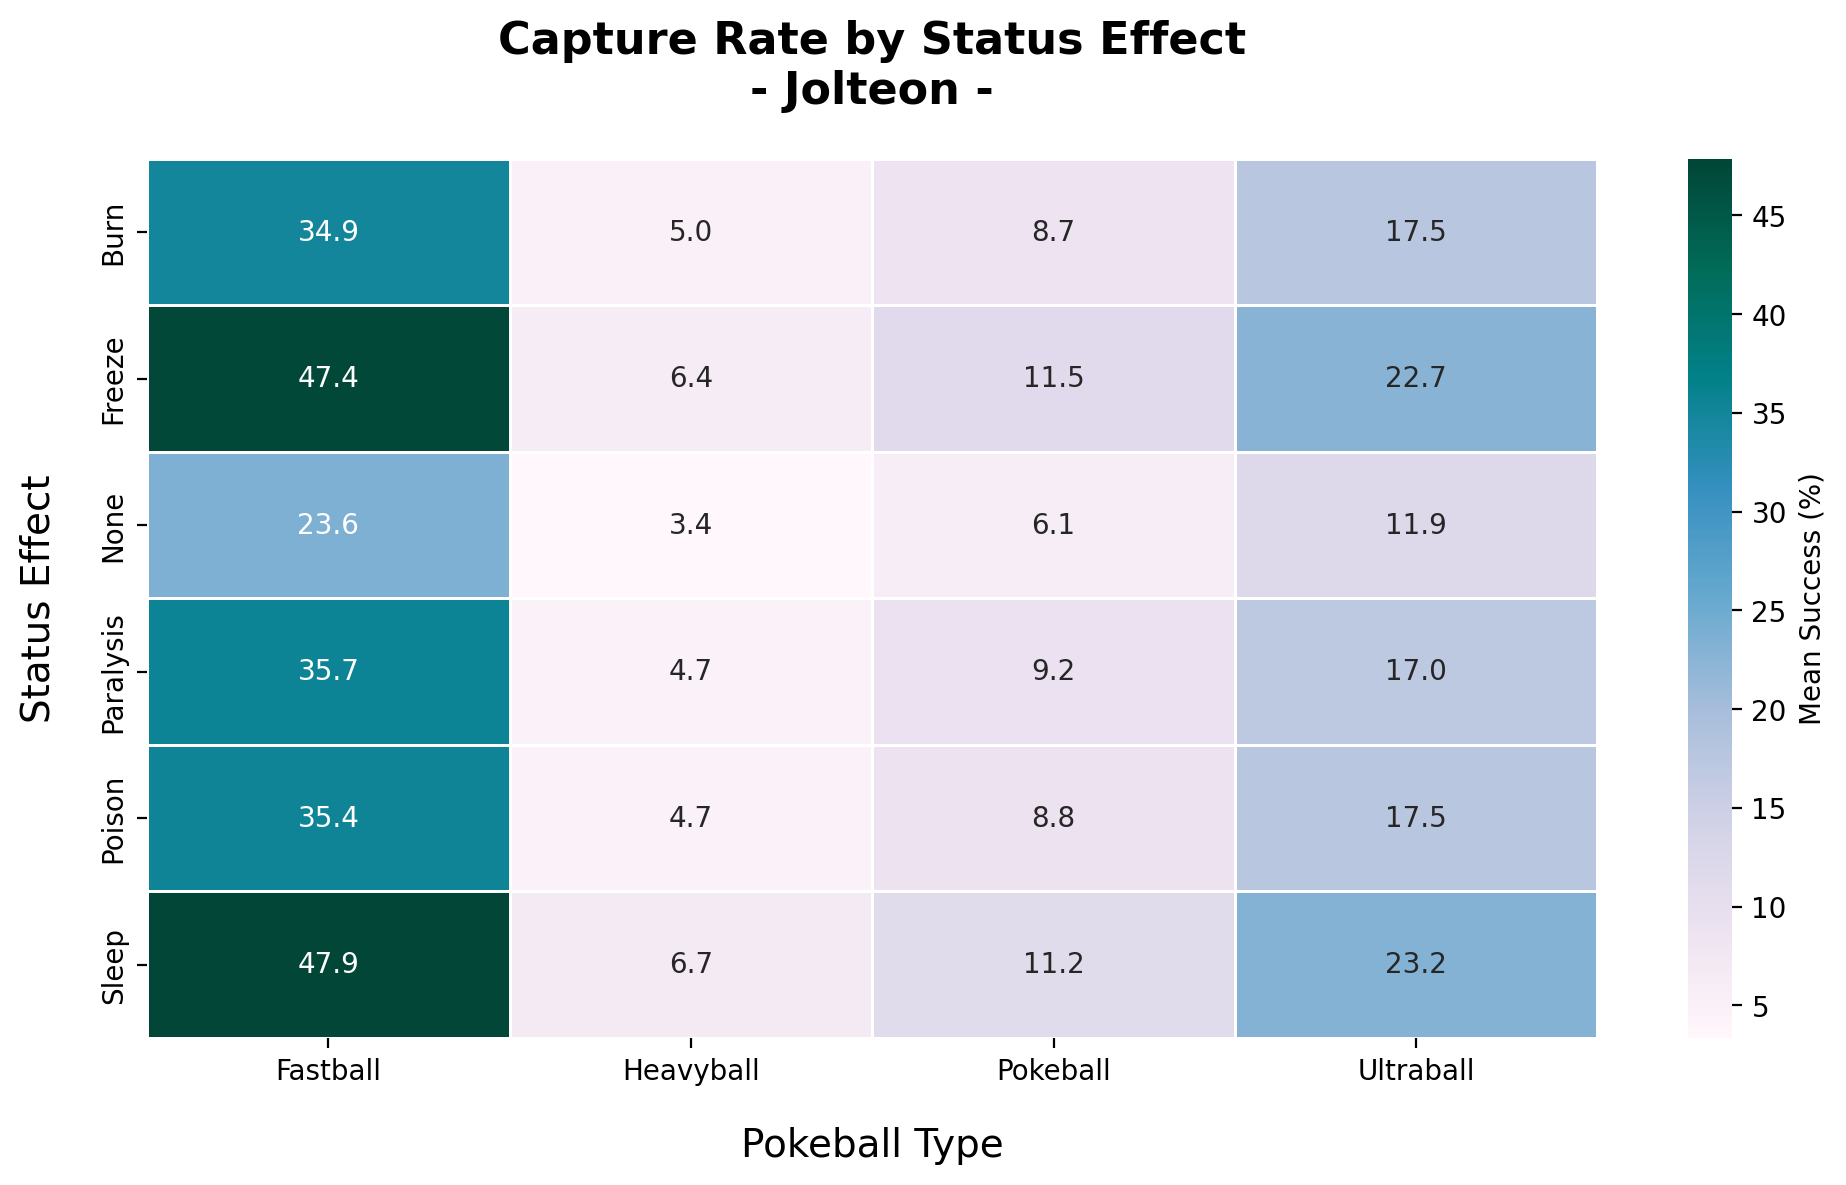 Capture Rate by Status Effect
- Jolteon -
Status Effect
Burn 34.9 5.0 8.7 17.5
Freeze 47.4 6.4 11.5 22.7
None 23.6 3.4 6.1 11.9
Paralysis 35.7 4.7 9.2 17.0
Poison 35.4 4.7 8.8 17.5
Sleep 47.9 6.7 11.2 23.2
Fastball Heavyball Pokeball Ultraball
Pokeball Type
45
40
35
30
25
20
15
10
5
Mean Success (%)